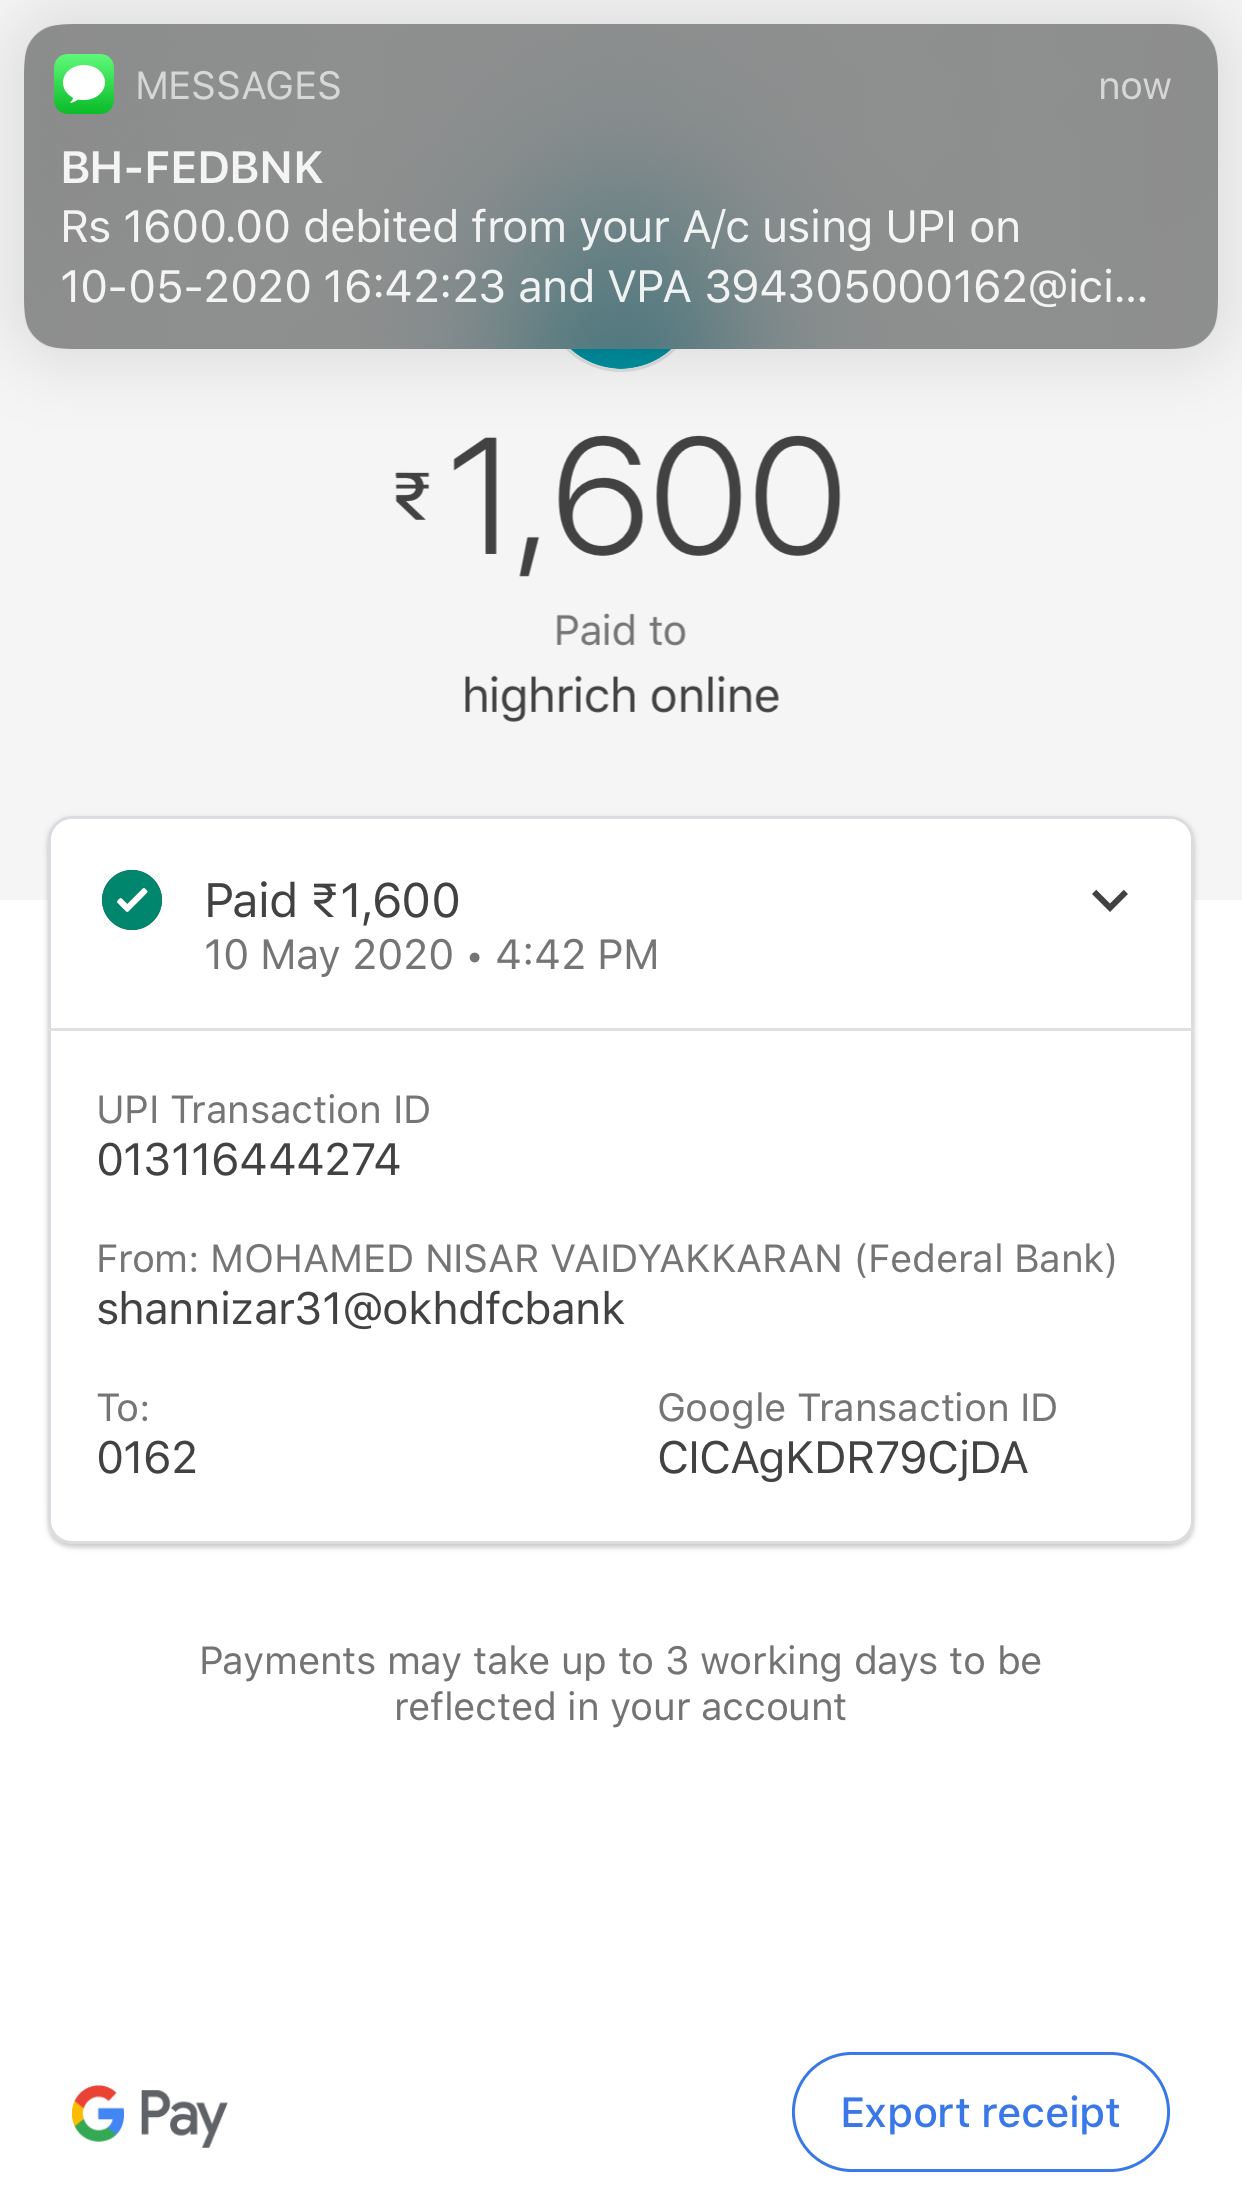 MESSAGES
now
BH-FEDBNK
Rs 1600.00 debited from your A/c using UPI on
10-05-2020 16:42:23 and VPA 394305000162@ici...
₹1,600
Paid to
highrich online
Paid ₹1,600
10 May 2020 • 4:42 PM
UPI Transaction ID
013116444274
From: MOHAMED NISAR VAIDYAKKARAN (Federal Bank)
shannizar31@okhdfcbank
To:
0162
Google Transaction ID
CICAgKDR79CjDA
Payments may take up to 3 working days to be
reflected in your account
G Pay
Export receipt